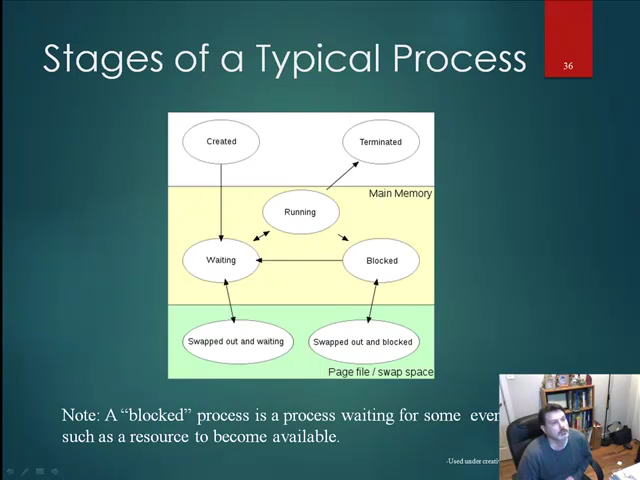 Stages of a Typical Process
36
Created
Terminated
Main Memory
Running
Waiting
Blocked
Swapped out and waiting
Swapped out and blocked
Page file / swap space
Note: A “blocked” process is a process waiting for some
such as a resource to become available.
-Used under